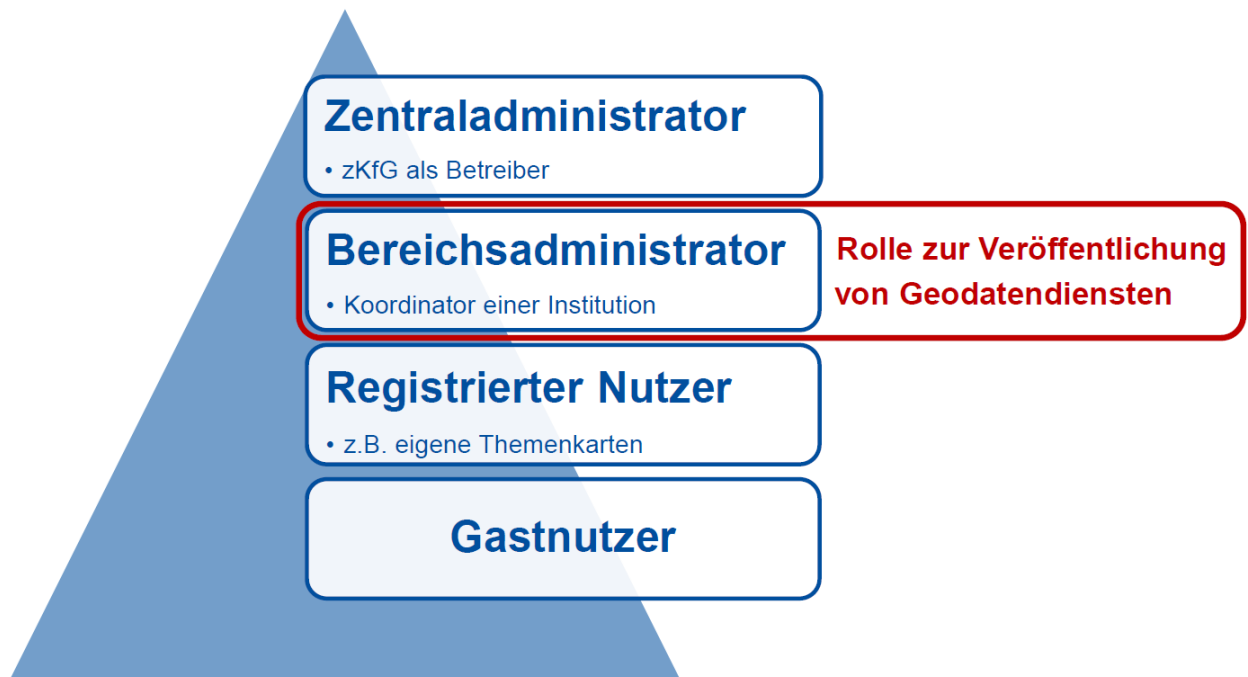 Zentraladministrator
• zKfG als Betreiber
Bereichsadministrator
• Koordinator einer Institution
Rolle zur Veröffentlichung
von Geodatendiensten
Registrierter Nutzer
• z.B. eigene Themenkarten
Gastnutzer